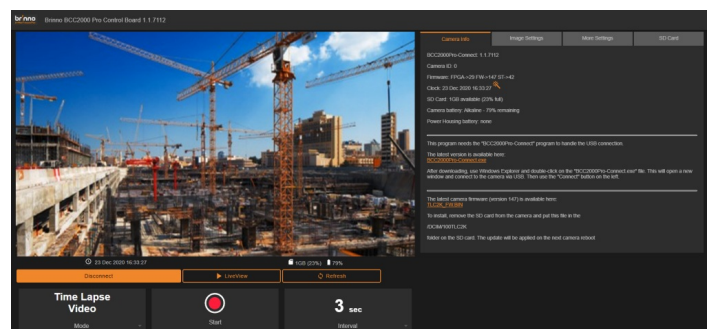 brinno Brinno BCC2000 Pro Control Board 1.1.7112
Camera Info Image Settings More Settings SD Card
BCC2000Pro-Connect: 1.1.7112
Camera ID: 0
Firmware: FPGA->29 FW->147 ST->42
Clock: 23 Dec 2020 16:33:27
SD Card: 1GB available (23% full)
Camera battery: Alkaline - 79% remaining
Power Housing battery: none
This program needs the "BCC2000Pro-Connect" program to handle the USB connection.
The latest version is available here:
BCC2000Pro-Connect.exe
After downloading, use Windows Explorer and double-click on the "BCC2000Pro-Connect.exe" file. This will open a new
window and connect to the camera via USB. Then use the "Connect" button on the left.
The latest camera firmware (version 147) is available here:
TLC2K_FW.BIN
To install, remove the SD card from the camera and put this file in the
/DCIM/100TLC2K
folder on the SD card. The update will be applied on the next camera reboot
23 Dec 2020 16:33:27 1GB (23%) 79%
Disconnect LiveView Refresh
Time Lapse
Video
Mode
Start
3 sec
Interval